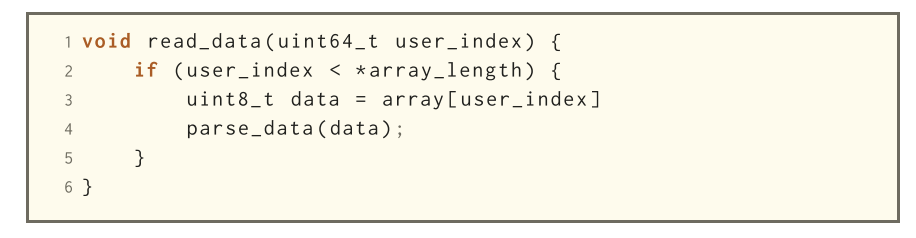 1 void read_data(uint64_t user_index) {
2     if (user_index < *array_length) {
3         uint8_t data = array[user_index]
4         parse_data(data);
5     }
6 }